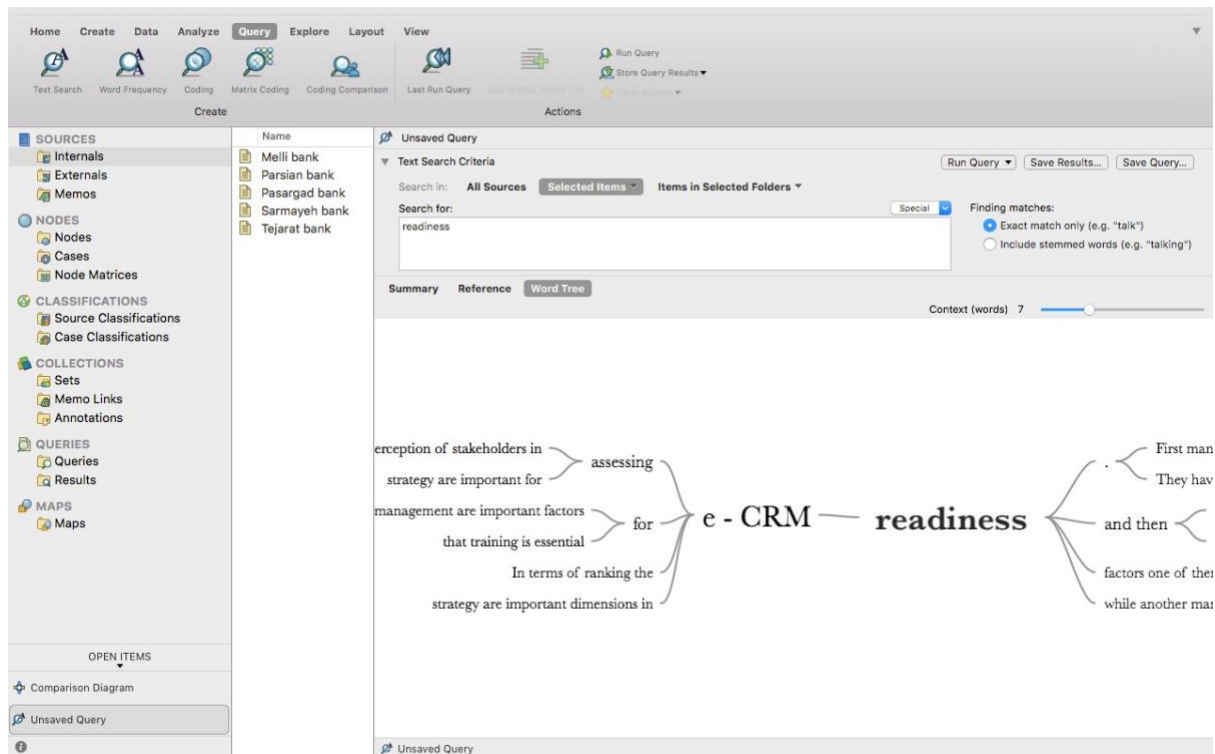 Home Create Data Analyze Query Explore Layout View
Text Search Word Frequency Coding Matrix Coding Coding Comparison Last Run Query
Run Query
Store Query Results
Other Actions
Create Actions
SOURCES
Internals
Externals
Memos
NODES
Nodes
Cases
Node Matrices
CLASSIFICATIONS
Source Classifications
Case Classifications
COLLECTIONS
Sets
Memo Links
Annotations
QUERIES
Queries
Results
MAPS
Maps
OPEN ITEMS
Comparison Diagram
Unsaved Query
Name
Melli bank
Parsian bank
Pasargad bank
Sarmayeh bank
Tejarat bank
Unsaved Query
Text Search Criteria
Run Query Save Results... Save Query...
Search in: All Sources Selected Items Items in Selected Folders
Search for: Special
readiness
Finding matches:
Exact match only (e.g. "talk")
Include stemmed words (e.g. "talking")
Summary Reference Word Tree
Context (words) 7
erception of stakeholders in
strategy are important for
assessing
management are important factors
that training is essential
for
In terms of ranking the
strategy are important dimensions in
e - CRM readiness
.
First man
They hav
and then
factors one of ther
while another mar
Unsaved Query